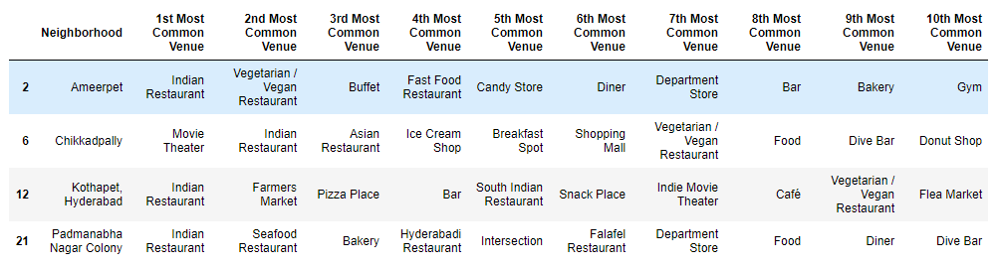 Neighborhood 1st Most Common Venue 2nd Most Common Venue 3rd Most Common Venue 4th Most Common Venue 5th Most Common Venue 6th Most Common Venue 7th Most Common Venue 8th Most Common Venue 9th Most Common Venue 10th Most Common Venue
2 Ameerpet Indian Restaurant Vegetarian / Vegan Restaurant Buffet Fast Food Restaurant Candy Store Diner Department Store Bar Bakery Gym
6 Chikkadpally Movie Theater Indian Restaurant Asian Restaurant Ice Cream Shop Breakfast Spot Shopping Mall Vegetarian / Vegan Restaurant Food Dive Bar Donut Shop
12 Kothapet, Hyderabad Indian Restaurant Farmers Market Pizza Place Bar South Indian Restaurant Snack Place Indie Movie Theater Café Vegetarian / Vegan Restaurant Flea Market
21 Padmanabha Nagar Colony Indian Restaurant Seafood Restaurant Bakery Hyderabadi Restaurant Intersection Falafel Restaurant Department Store Food Diner Dive Bar